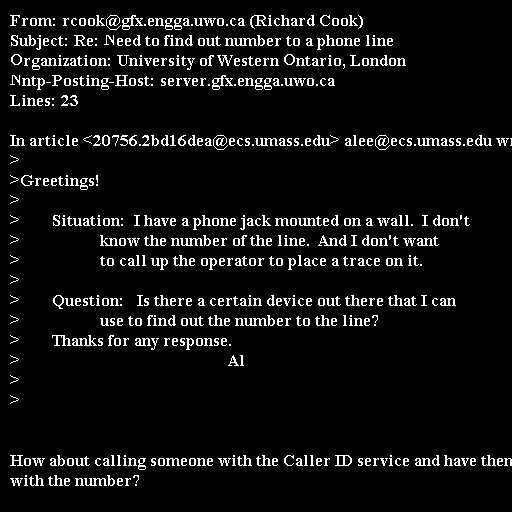 From: rcook@gfx.engga.uwo.ca (Richard Cook)
Subject: Re: Need to find out number to a phone line
Organization: University of Western Ontario, London
Nntp-Posting-Host: server.gfx.engga.uwo.ca
Lines: 23

In article <20756.2bd16dea@ecs.umass.edu> alee@ecs.umass.edu
>
>Greetings!
>
>        Situation:  I have a phone jack mounted on a wall.  I don't
>                    know the number of the line.  And I don't want
>                    to call up the operator to place a trace on it.
>
>        Question:   Is there a certain device out there that I can
>                    use to find out the number to the line?
>        Thanks for any response.
>                                                    Al
>
>

How about calling someone with the Caller ID service and have
with the number?